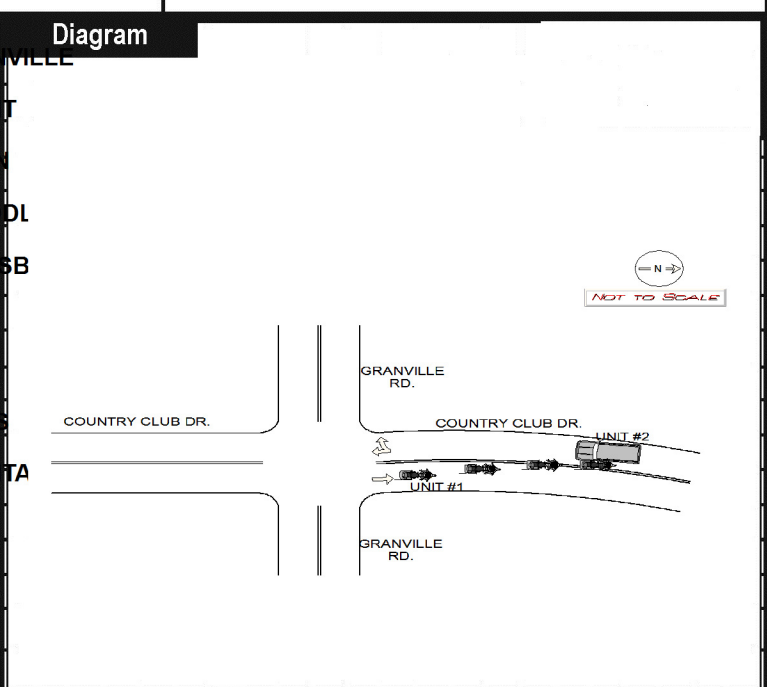 Diagram
VILLE
T
DL
SB
N
NOT TO SCALE
GRANVILLE
RD.
COUNTRY CLUB DR.
COUNTRY CLUB DR.
UNIT #2
TA
UNIT #1
GRANVILLE
RD.